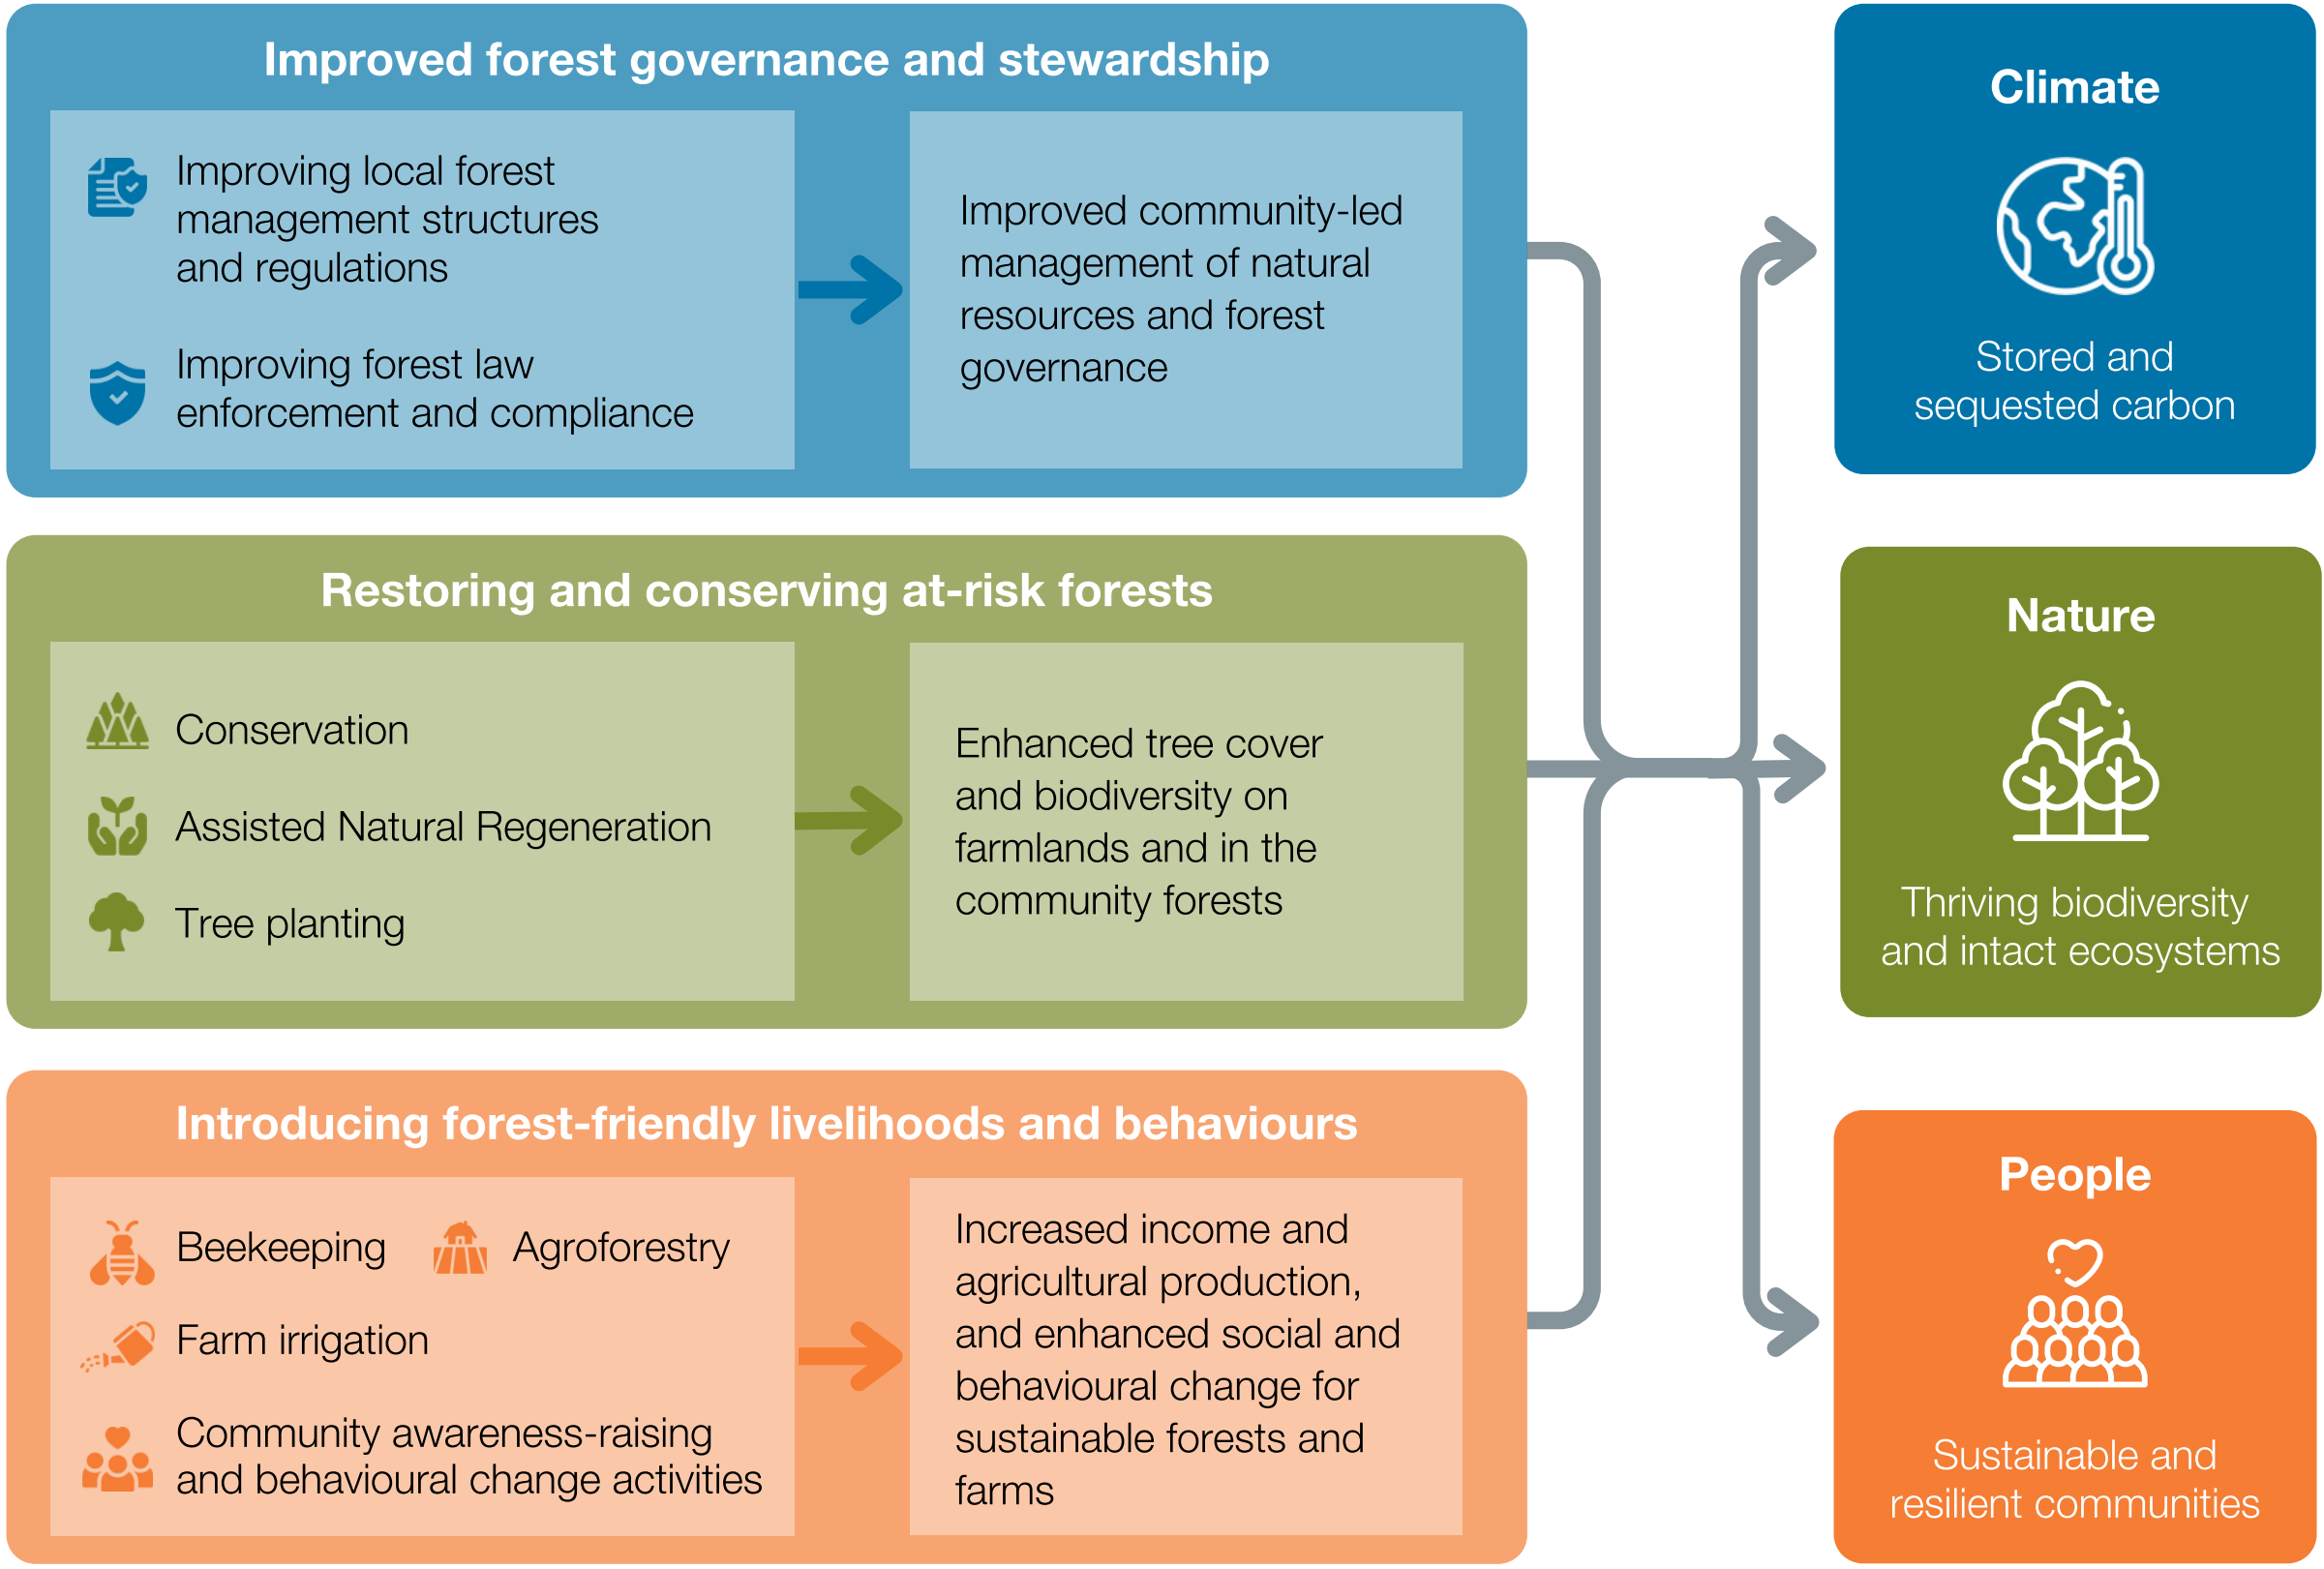 Improved forest governance and stewardship
Improving local forest
management structures
and regulations
Improving forest law
enforcement and compliance
Improved community-led
management of natural
resources and forest
governance
Restoring and conserving at-risk forests
Conservation
Assisted Natural Regeneration
Tree planting
Enhanced tree cover
and biodiversity on
farmlands and in the
community forests
Introducing forest-friendly livelihoods and behaviours
Beekeeping
Agroforestry
Farm irrigation
Community awareness-raising
and behavioural change activities
Increased income and
agricultural production,
and enhanced social and
behavioural change for
sustainable forests and
farms
Climate
Stored and
sequested carbon
Nature
Thriving biodiversity
and intact ecosystems
People
Sustainable and
resilient communities